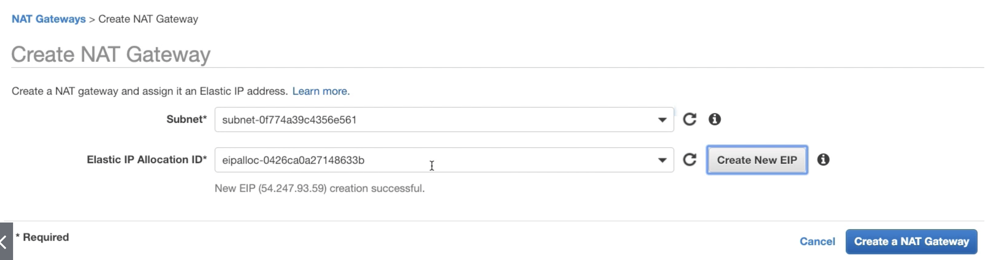 NAT Gateways > Create NAT Gateway
Create NAT Gateway
Create a NAT gateway and assign it an Elastic IP address. Learn more.
Subnet* subnet-0f774a39c4356e561
Elastic IP Allocation ID* eipalloc-0426ca0a27148633b Create New EIP
New EIP (54.247.93.59) creation successful.
* Required Cancel Create a NAT Gateway